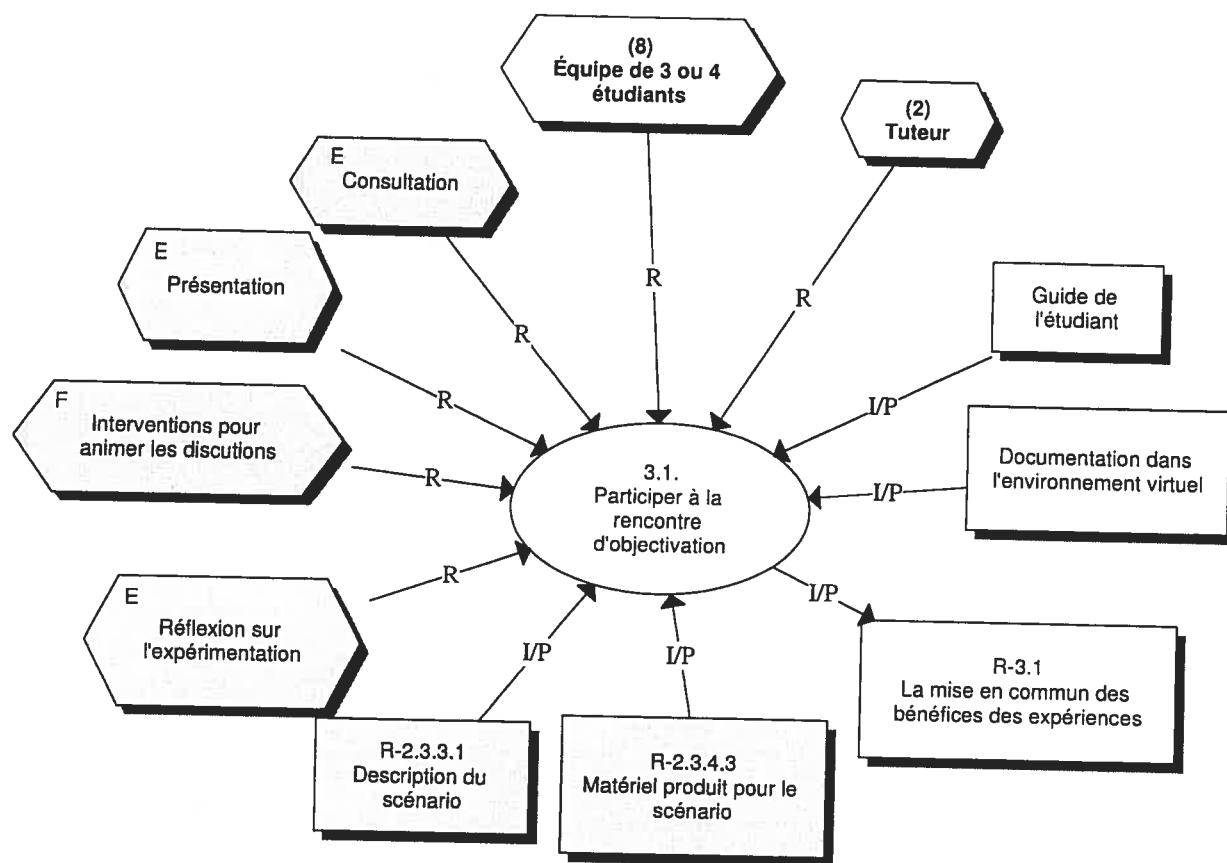 (8)
Équipe de 3 ou 4
étudiants
(2)
Tuteur
E
Consultation
E
Présentation
R
R
R
Guide de
l'étudiant
R
I/P
F
Interventions pour
animer les discutions
R
3.1.
Participer à la
rencontre
d'objectivation
I/P
Documentation dans
l'environnement virtuel
E
Réflexion sur
l'expérimentation
R
I/P
I/P
I/P
R-3.1
La mise en commun des
bénéfices des expériences
R-2.3.3.1
Description du
scénario
R-2.3.4.3
Matériel produit pour le
scénario